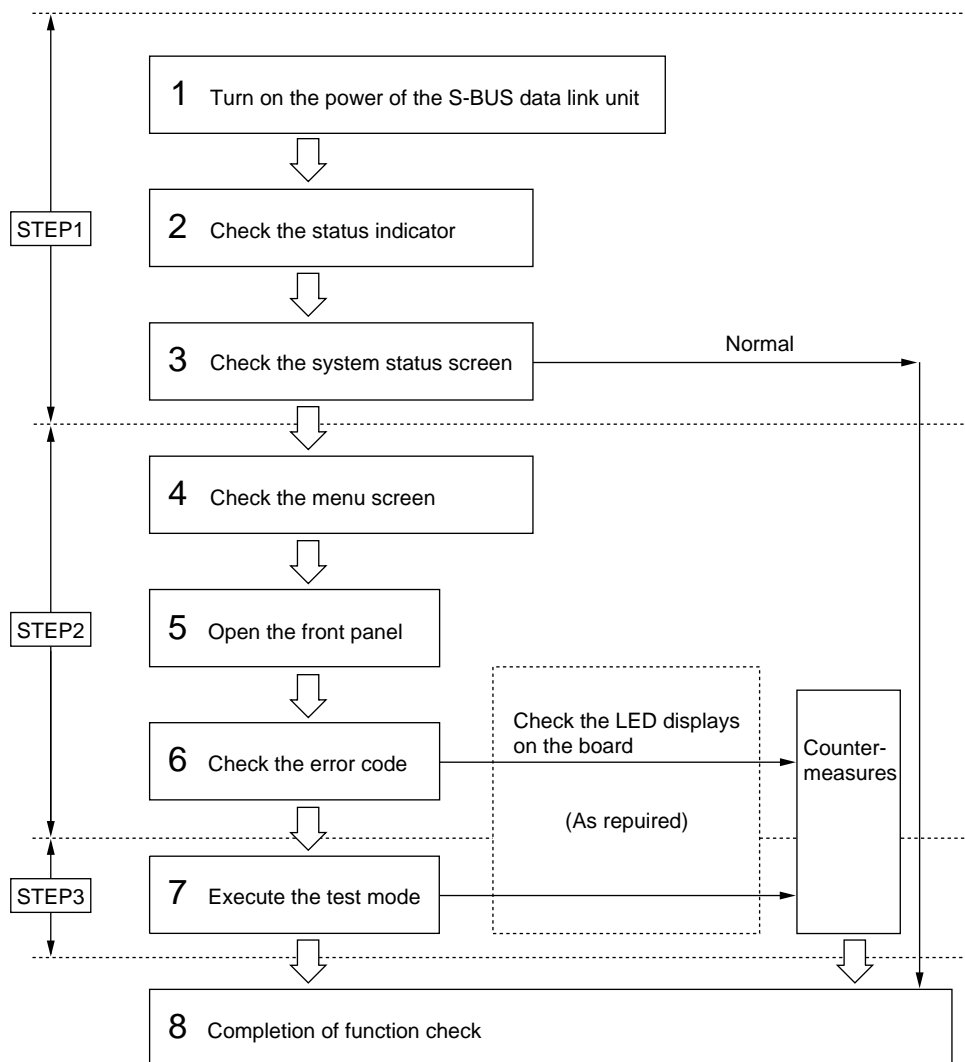 1 Turn on the power of the S-BUS data link unit
STEP1
2 Check the status indicator
3 Check the system status screen
Normal
4 Check the menu screen
STEP2
5 Open the front panel
6 Check the error code
Check the LED displays
on the board
(As repuired)
Counter-
measures
STEP3
7 Execute the test mode
8 Completion of function check